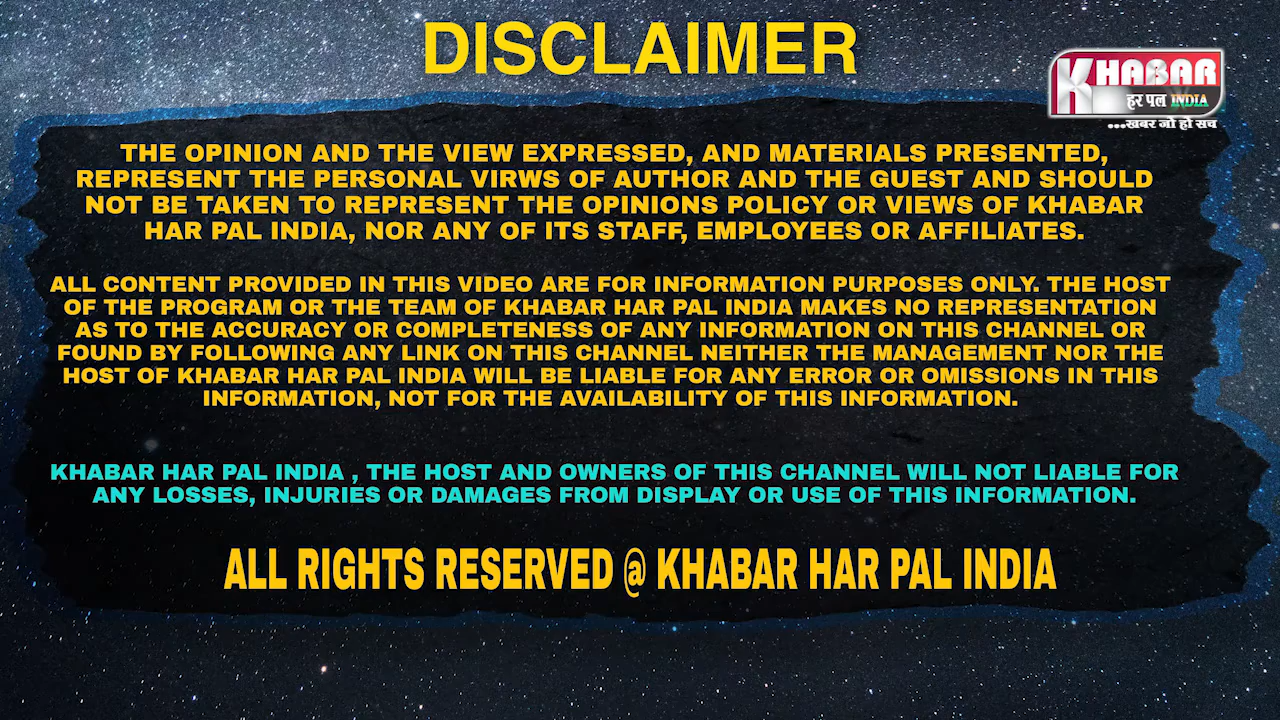 DISCLAIMER
KHABAR
हर पल INDIA
...खबर जो हो सच
THE OPINION AND THE VIEW EXPRESSED, AND MATERIALS PRESENTED,
REPRESENT THE PERSONAL VIRWS OF AUTHOR AND THE GUEST AND SHOULD
NOT BE TAKEN TO REPRESENT THE OPINIONS POLICY OR VIEWS OF KHABAR
HAR PAL INDIA, NOR ANY OF ITS STAFF, EMPLOYEES OR AFFILIATES.
ALL CONTENT PROVIDED IN THIS VIDEO ARE FOR INFORMATION PURPOSES ONLY. THE HOST
OF THE PROGRAM OR THE TEAM OF KHABAR HAR PAL INDIA MAKES NO REPRESENTATION
AS TO THE ACCURACY OR COMPLETENESS OF ANY INFORMATION ON THIS CHANNEL OR
FOUND BY FOLLOWING ANY LINK ON THIS CHANNEL NEITHER THE MANAGEMENT NOR THE
HOST OF KHABAR HAR PAL INDIA WILL BE LIABLE FOR ANY ERROR OR OMISSIONS IN THIS
INFORMATION, NOT FOR THE AVAILABILITY OF THIS INFORMATION.
KHABAR HAR PAL INDIA , THE HOST AND OWNERS OF THIS CHANNEL WILL NOT LIABLE FOR
ANY LOSSES, INJURIES OR DAMAGES FROM DISPLAY OR USE OF THIS INFORMATION.
ALL RIGHTS RESERVED @ KHABAR HAR PAL INDIA